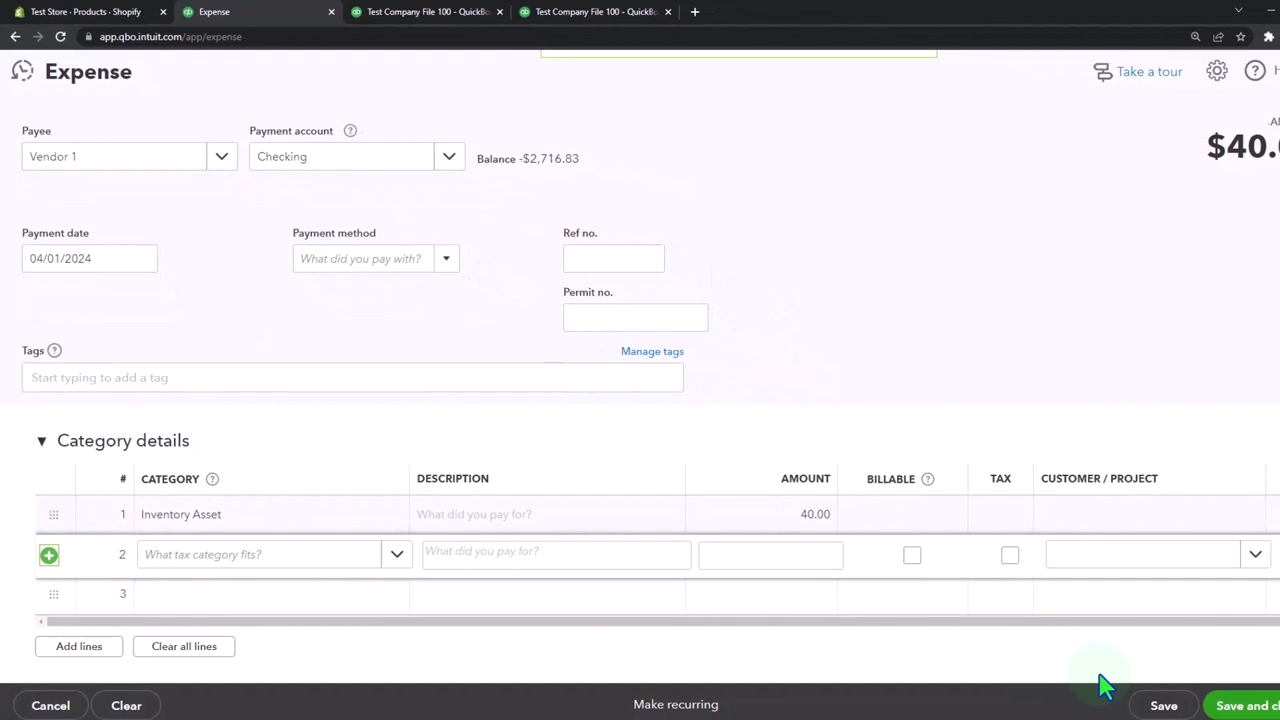 Test Store - Products - Shopify
Expense
Test Company File 100 - QuickBo
Test Company File 100 - QuickBo
app.qbo.intuit.com/app/expense
Expense
Take a tour
Payee
Payment account
Vendor 1
Checking
Balance -$2,716.83
$40.
Payment date
Payment method
Ref no.
04/01/2024
What did you pay with?
Permit no.
Tags
Manage tags
Start typing to add a tag
Category details
# CATEGORY DESCRIPTION AMOUNT BILLABLE TAX CUSTOMER / PROJECT
1 Inventory Asset What did you pay for? 40.00
2 What tax category fits? What did you pay for?
3
Add lines
Clear all lines
Cancel
Clear
Make recurring
Save
Save and cl